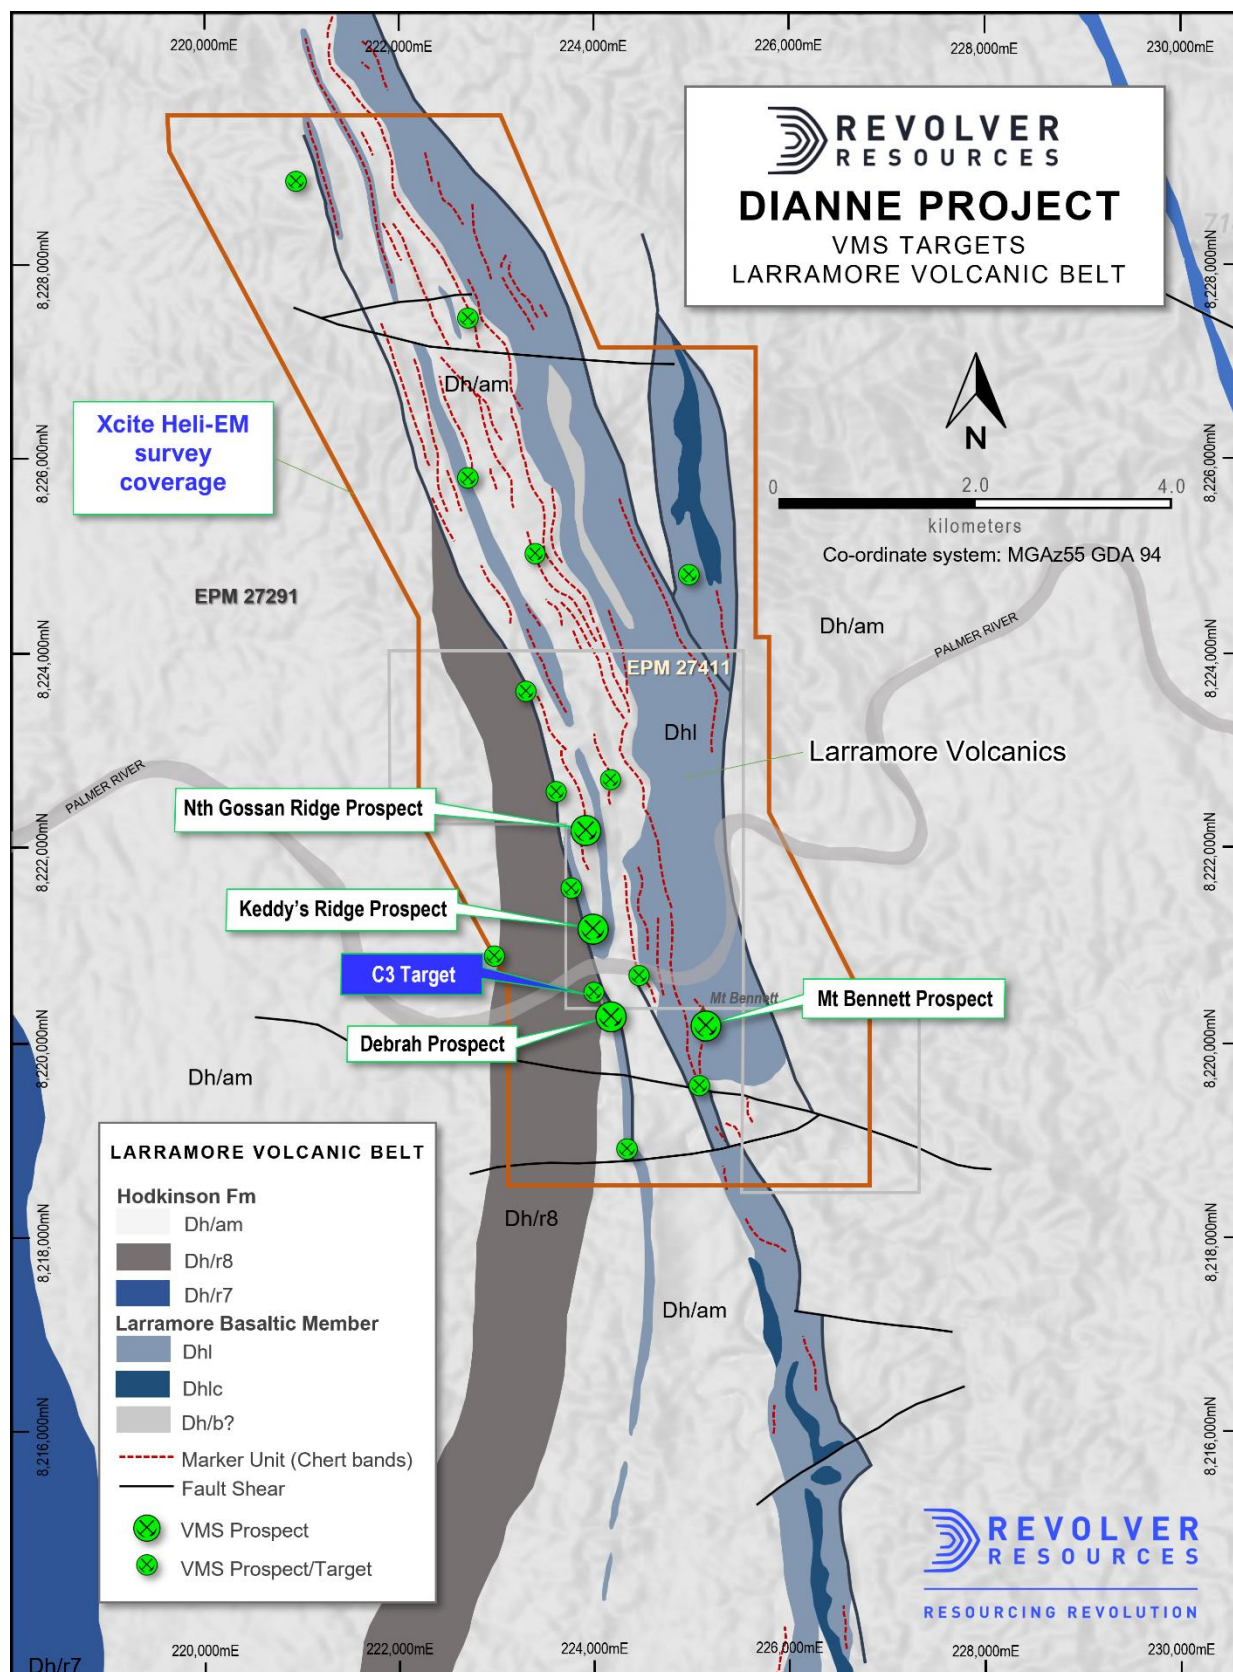 220,000mE
222,000mE
224,000mE
226,000mE
228,000mE
230,000mE
REVOLVER
RESOURCES
DIANNE PROJECT
VMS TARGETS
LARRAMORE VOLCANIC BELT
8,228,000mN
8,228,000mN
Dh/am
Xcite Heli-EM
survey
coverage
N
8,226,000mN
8,226,000mN
0
2.0
4.0
kilometers
Co-ordinate system: MGAz55 GDA 94
EPM 27291
Dh/am
PALMER RIVER
8,224,000mN
8,224,000mN
EPM 27411
Dhl
Larramore Volcanics
PALMER RIVER
Nth Gossan Ridge Prospect
8,222,000mN
8,222,000mN
Keddy's Ridge Prospect
C3 Target
Mt Bennett
Mt Bennett Prospect
Debrah Prospect
8,220,000mN
8,220,000mN
Dh/am
LARRAMORE VOLCANIC BELT
Hodkinson Fm
Dh/am
Dh/r8
Dh/r7
Larramore Basaltic Member
Dhl
Dhlc
Dh/b?
Marker Unit (Chert bands)
Fault Shear
VMS Prospect
VMS Prospect/Target
Dh/r8
8,218,000mN
8,218,000mN
Dh/am
8,216,000mN
8,216,000mN
REVOLVER
RESOURCES
RESOURCING REVOLUTION
220,000mE
222,000mE
224,000mE
226,000mE
228,000mE
230,000mE
Dh/r7